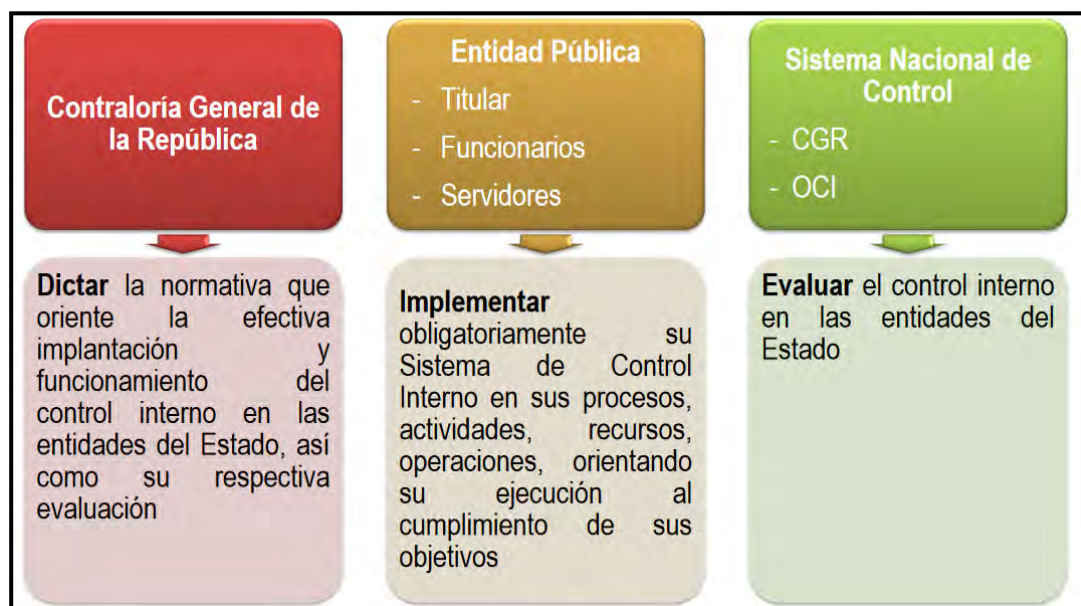 Contraloría General de
la República
Dictar la normativa que
oriente la efectiva
implantación y
funcionamiento del
control interno en las
entidades del Estado, así
como su respectiva
evaluación
Entidad Pública
- Titular
- Funcionarios
- Servidores
Implementar
obligatoriamente su
Sistema de Control
Interno en sus procesos,
actividades, recursos,
operaciones, orientando
su ejecución al
cumplimiento de sus
objetivos
Sistema Nacional de
Control
- CGR
- OCI
Evaluar el control interno
en las entidades del
Estado